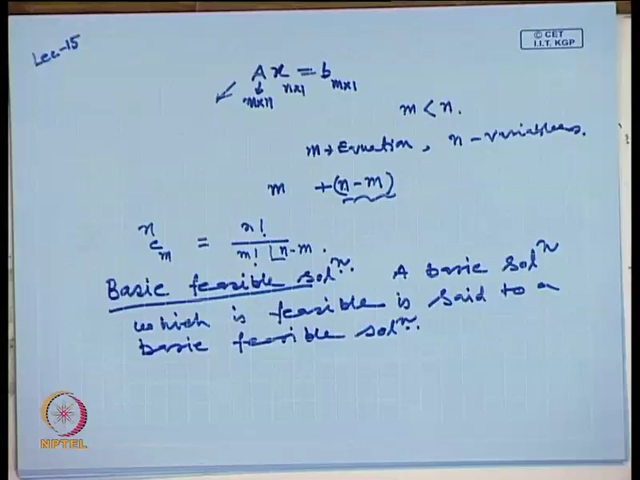 Lec-15
© CET
I.I.T. KGP
Ax = b m×1
m×n n×1
m < n.
m → Equation, n - variables.
m + (n - m)
n c m = n! / m! ⌊n-m .
Basic feasible solⁿ. A basic solⁿ
which is feasible is said to a
basic feasible solⁿ.
NPTEL